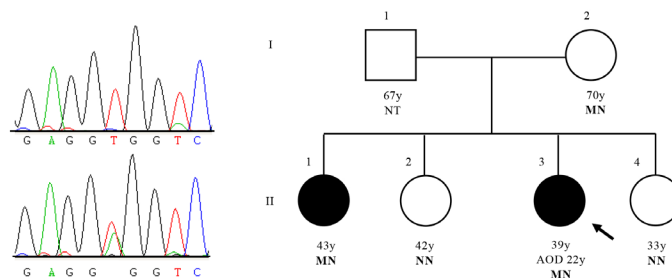 G A G G T G G T C
G A G G G G T C
1 2
I
67y 70y
NT MN
1 2 3 4
II
43y 42y 39y 33y
MN NN AOD 22y NN
MN